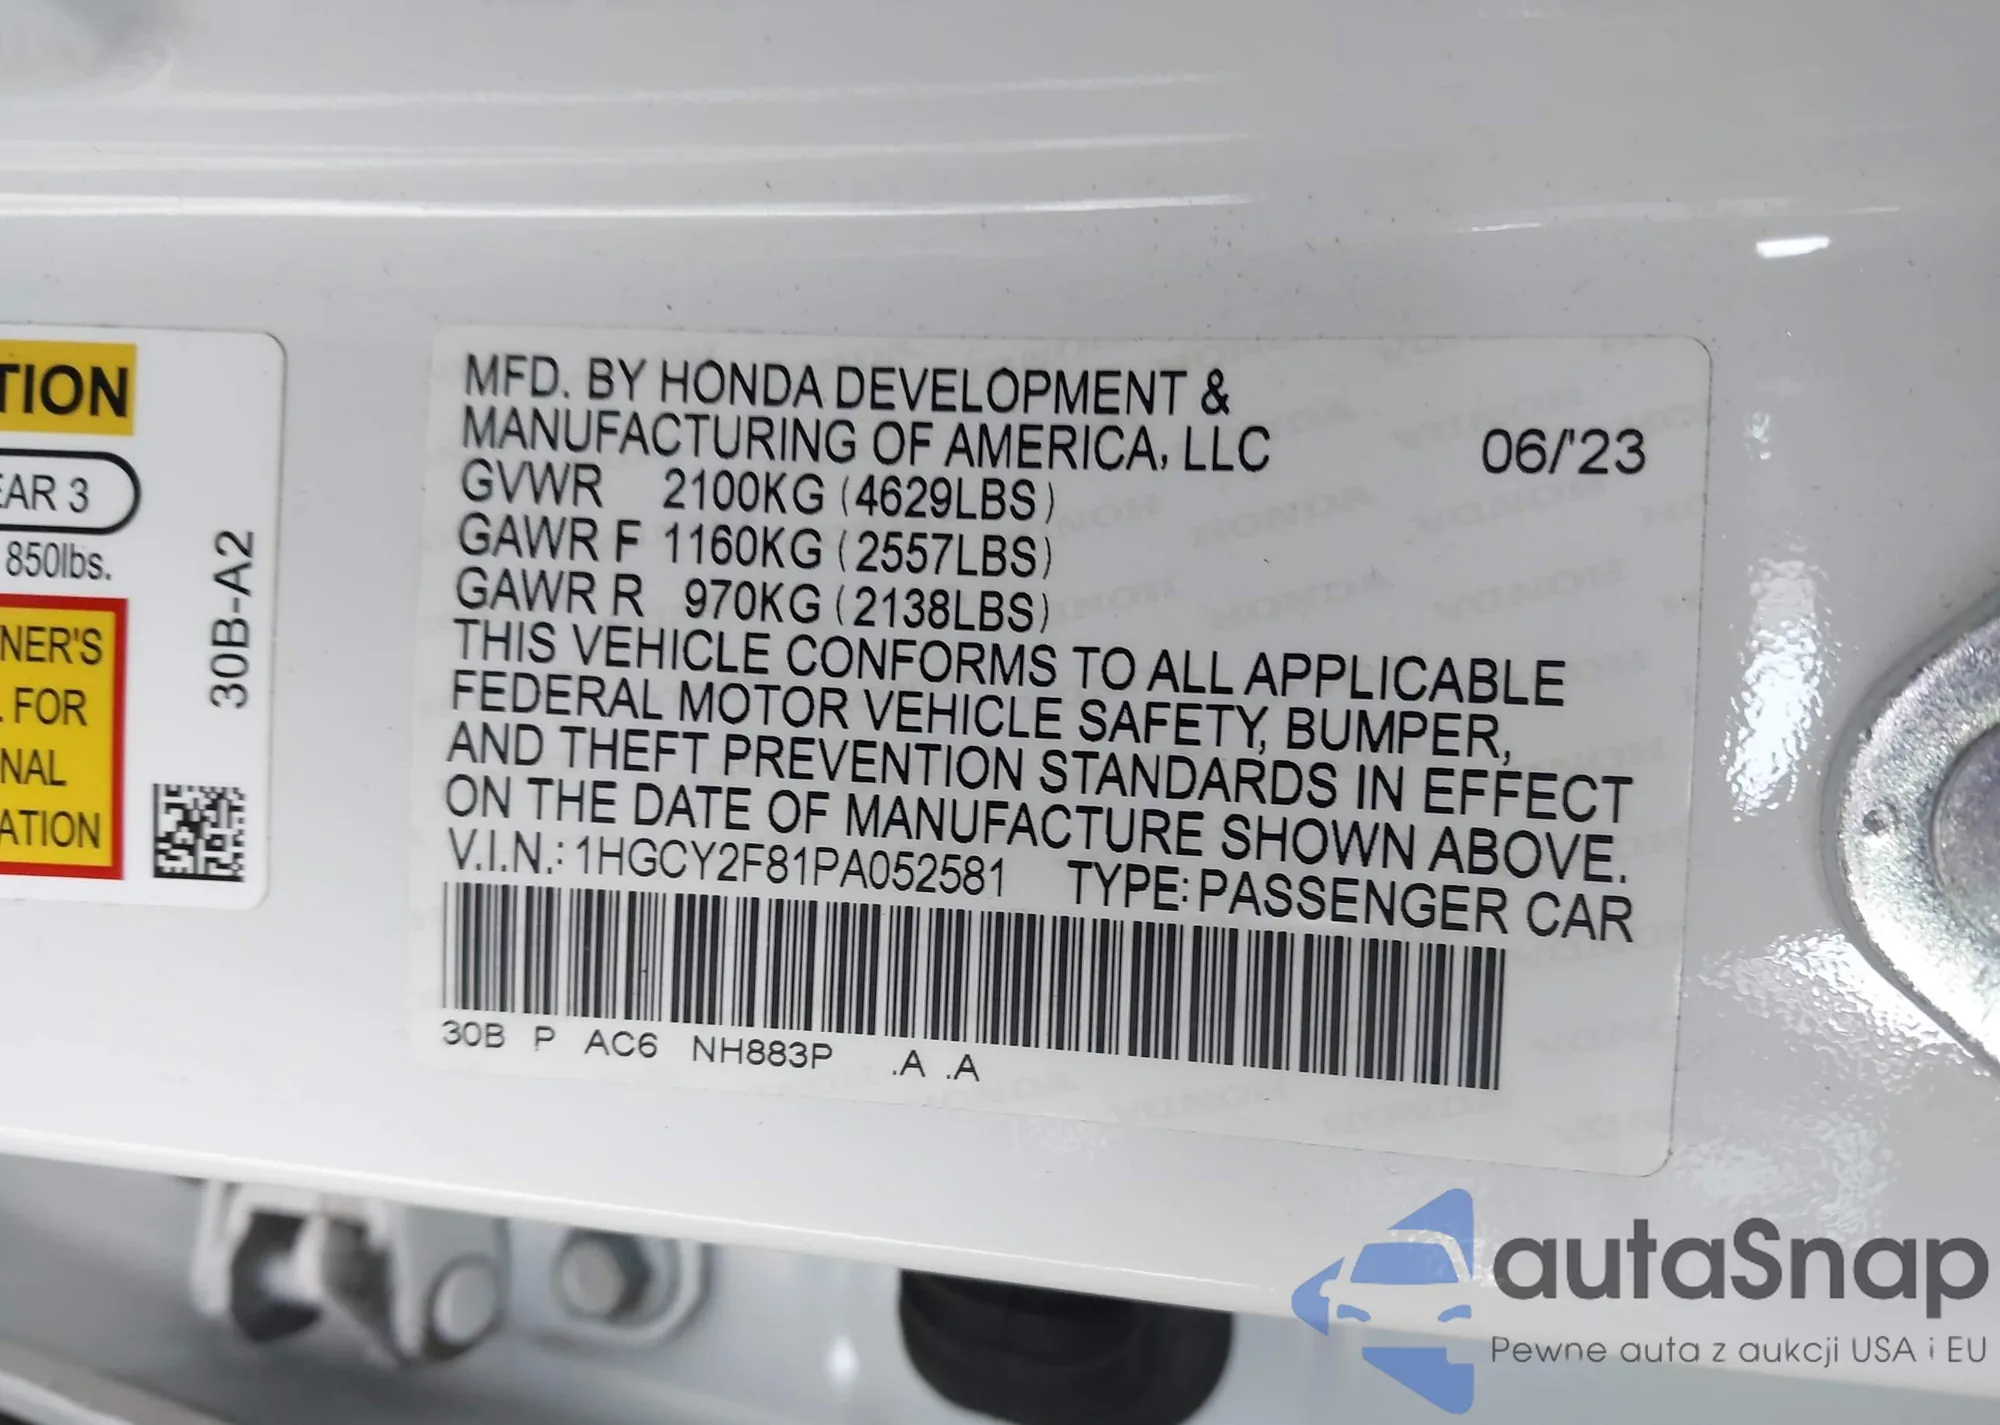 TION
EAR 3
850lbs.
NER'S
FOR
NAL
ATION
30B-A2
MFD. BY HONDA DEVELOPMENT &
MANUFACTURING OF AMERICA, LLC 06/'23
GVWR 2100KG (4629LBS)
GAWR F 1160KG (2557LBS)
GAWR R 970KG (2138LBS)
THIS VEHICLE CONFORMS TO ALL APPLICABLE
FEDERAL MOTOR VEHICLE SAFETY, BUMPER,
AND THEFT PREVENTION STANDARDS IN EFFECT
ON THE DATE OF MANUFACTURE SHOWN ABOVE.
V.I.N.: 1HGCY2F81PA052581 TYPE: PASSENGER CAR
30B P AC6 NH883P .A .A
autaSnap
Pewne auta z aukcji USA i EU